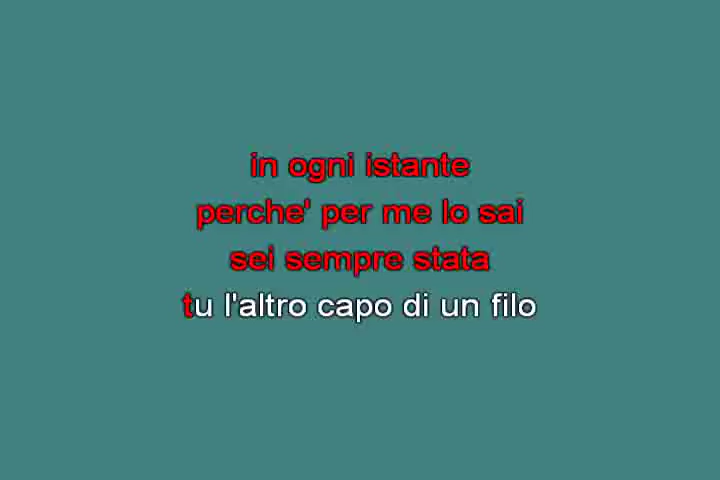 in ogni istante
perche' per me lo sai
sei sempre stata
tu l'altro capo di un filo